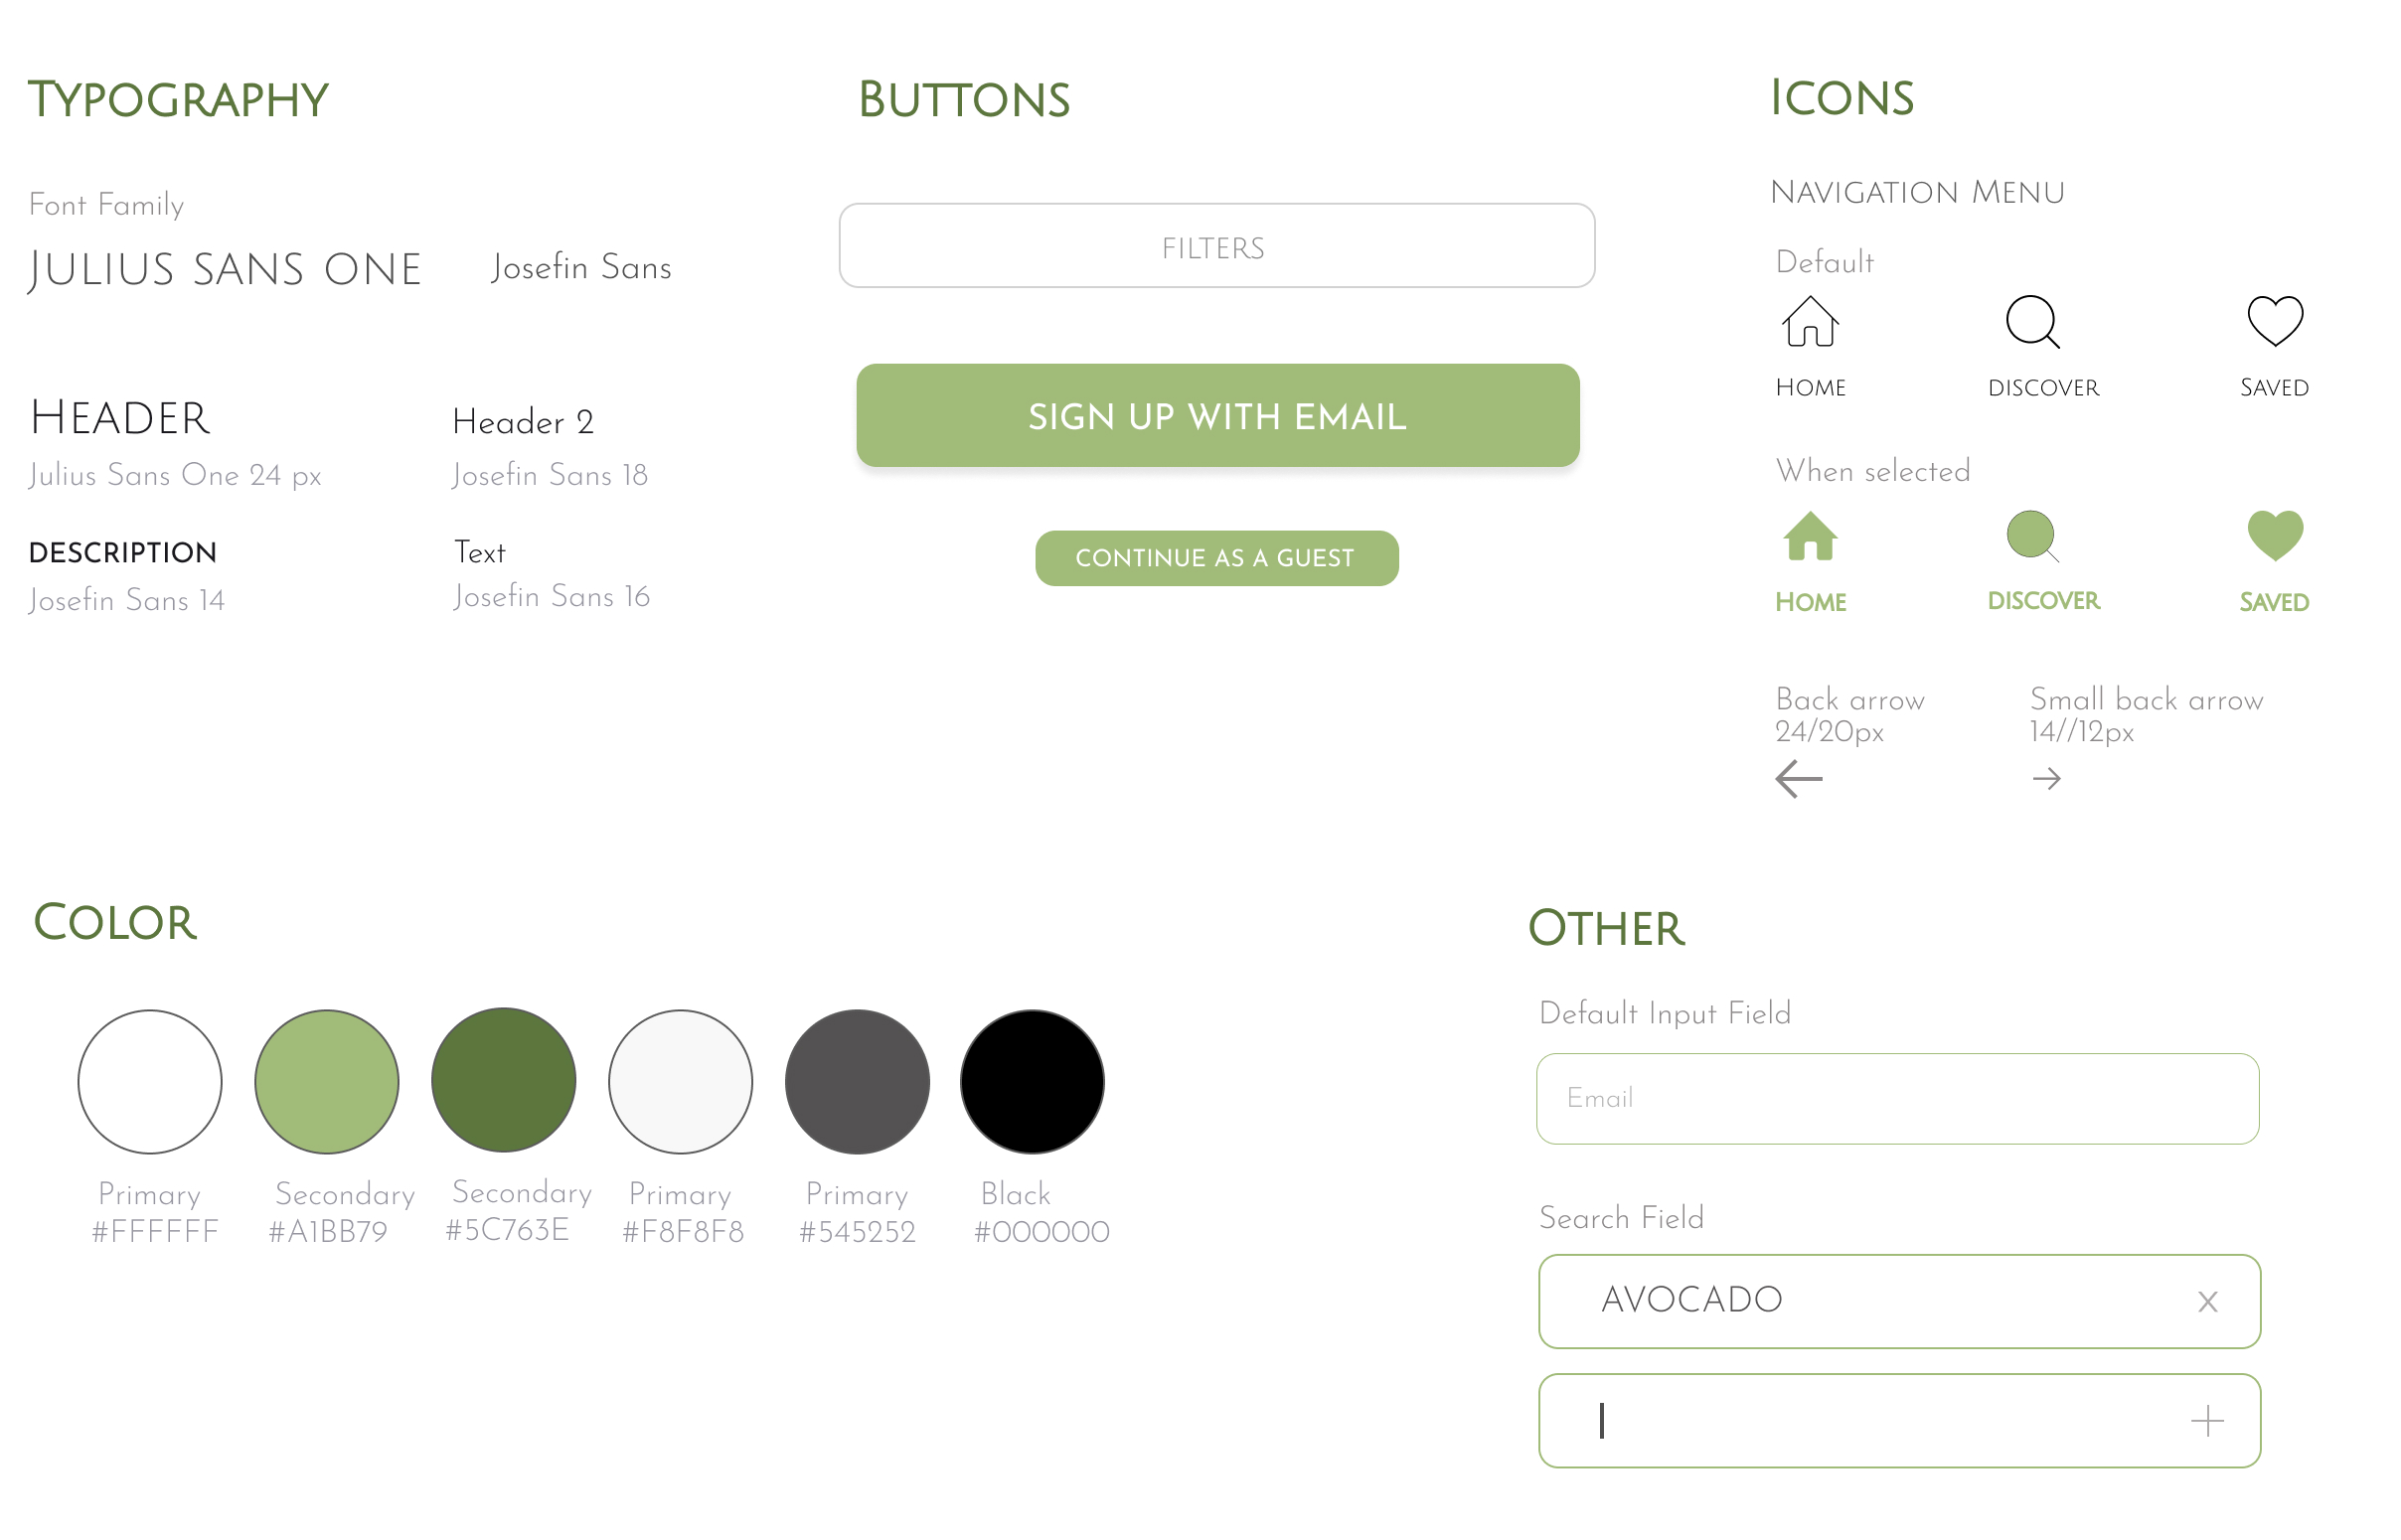 Typography
Font Family
Julius sans one
Josefin Sans
Header
Julius Sans One 24 px
Header 2
Josefin Sans 18
DESCRIPTION
Josefin Sans 14
Text
Josefin Sans 16
Buttons
FILTERS
SIGN UP WITH EMAIL
CONTINUE AS A GUEST
Icons
Navigation Menu
Default
Home
discover
Saved
When selected
Home
discover
Saved
Back arrow
24/20px
Small back arrow
14//12px
Color
Primary
#FFFFFF
Secondary
#A1BB79
Secondary
#5C763E
Primary
#F8F8F8
Primary
#545252
Black
#000000
Other
Default Input Field
Email
Search Field
AVOCADO
x